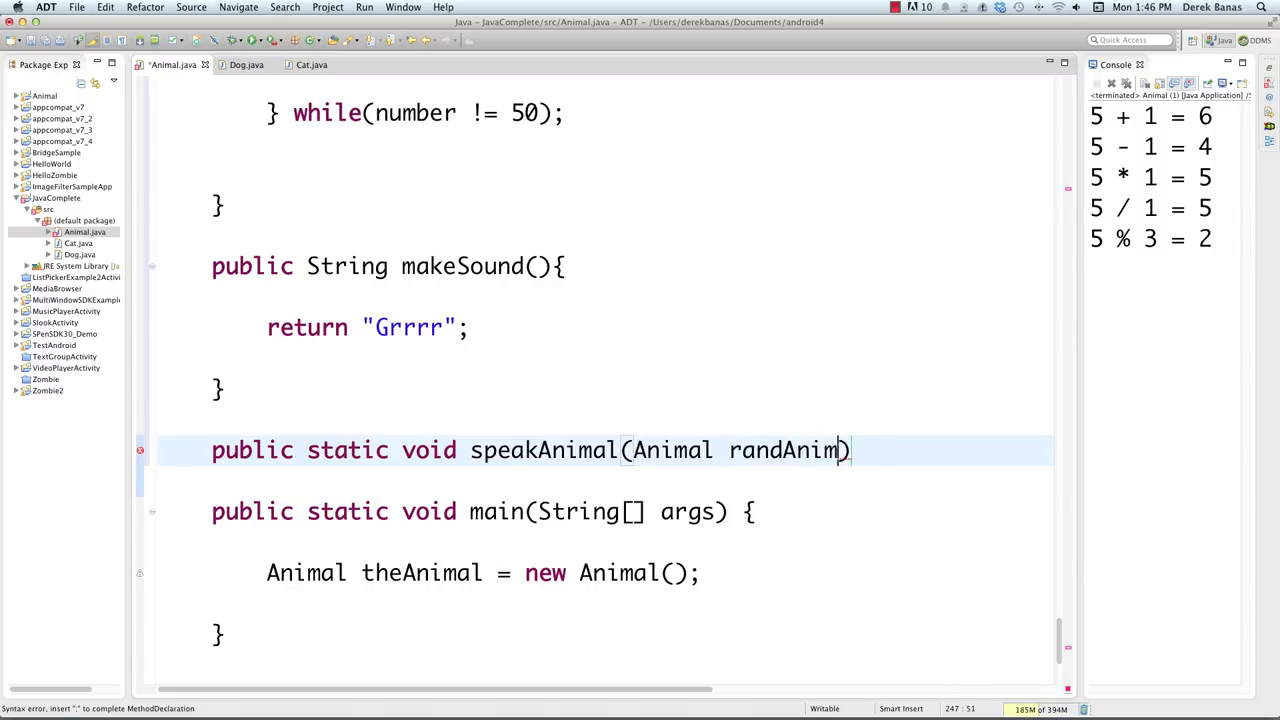 ADT File Edit Refactor Source Navigate Search Project Run Window Help 10 Mon 1:46 PM Derek Banas
Java - JavaComplete/src/Animal.java - ADT - /Users/derekbanas/Documents/android4
Quick Access Java DDMS
Package Exp *Animal.java Dog.java Cat.java Console
<terminated> Animal (1) [Java Application] /S
Animal
appcompat_v7
appcompat_v7_2
appcompat_v7_3
appcompat_v7_4
BridgeSample
HelloWorld
HelloZombie
ImageFilterSampleApp
JavaComplete
src
(default package)
Animal.java
Cat.java
Dog.java
JRE System Library [Ja
ListPickerExample2Activi
MediaBrowser
MultiWindowSDKExample
MusicPlayerActivity
SlookActivity
SPenSDK30_Demo
TestAndroid
TextGroupActivity
VideoPlayerActivity
Zombie
Zombie2
} while(number != 50);
}
public String makeSound(){
return "Grrrr";
}
public static void speakAnimal(Animal randAnim)
public static void main(String[] args) {
Animal theAnimal = new Animal();
}
5 + 1 = 6
5 - 1 = 4
5 * 1 = 5
5 / 1 = 5
5 % 3 = 2
Syntax error, insert ";" to complete MethodDeclaration Writable Smart Insert 247 : 51 185M of 394M